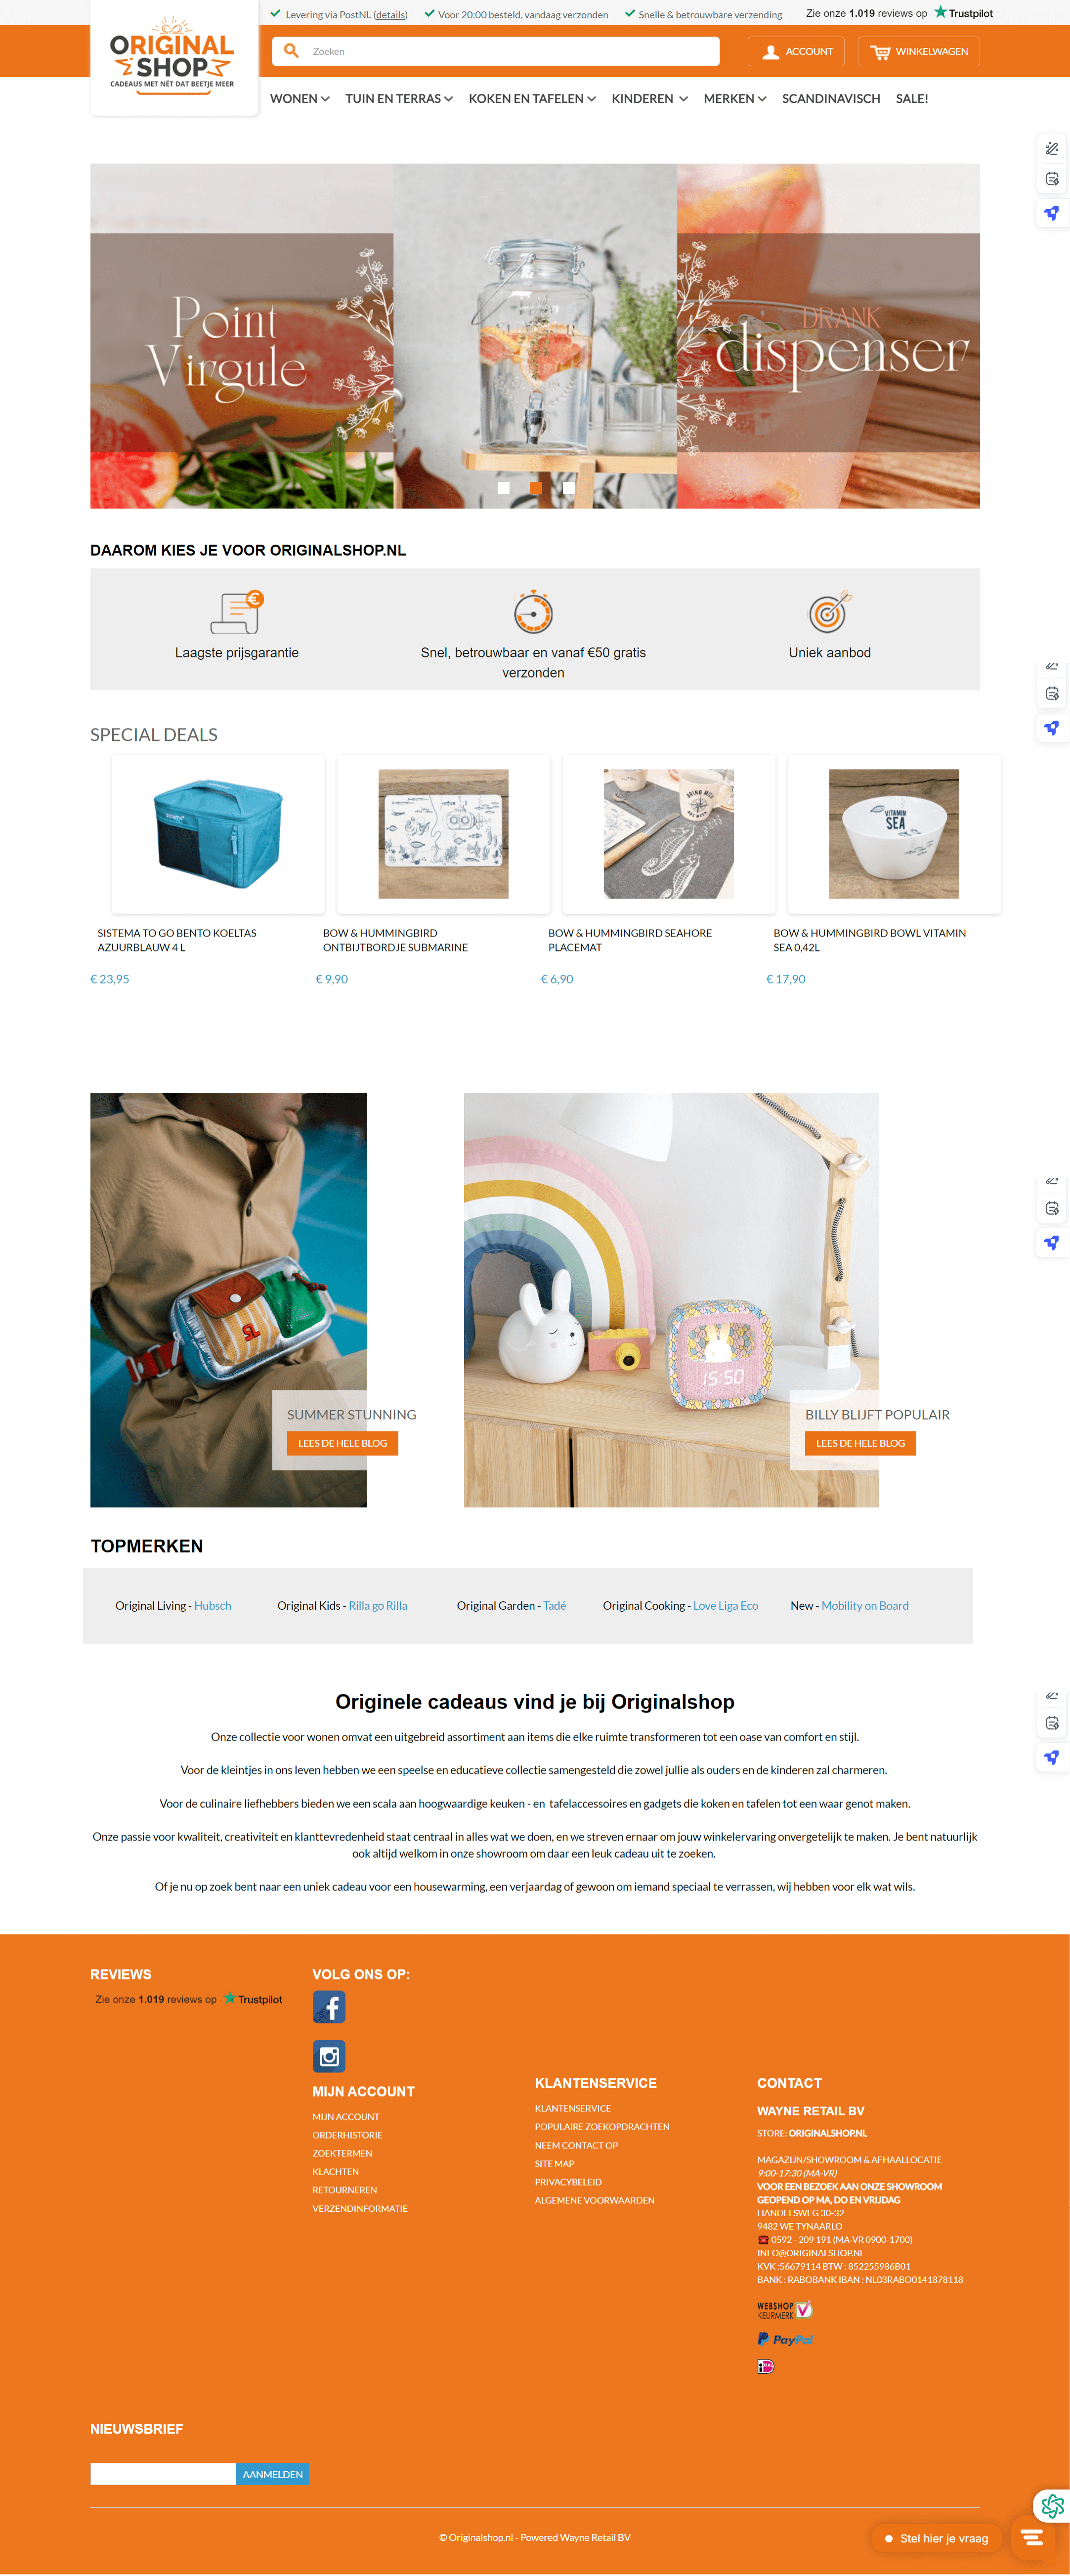 Levering via PostNL (details)
Voor 20:00 besteld, vandaag verzonden
Snelle & betrouwbare verzending
Zie onze 1.019 reviews op Trustpilot
ORIGINAL
SHOP
CADEAUS MET NÉT DAT BEETJE MEER
Zoeken
ACCOUNT
WINKELWAGEN
WONEN
TUIN EN TERRAS
KOKEN EN TAFELEN
KINDEREN
MERKEN
SCANDINAVISCH
SALE!
Point
Virgule
DRANK
dispenser
DAAROM KIES JE VOOR ORIGINALSHOP.NL
Laagste prijsgarantie
Snel, betrouwbaar en vanaf €50 gratis
verzonden
Uniek aanbod
SPECIAL DEALS
VITAMIN
SEA
SISTEMA TO GO BENTO KOELTAS
AZUURBLAUW 4 L
€ 23,95
BOW & HUMMINGBIRD
ONTBIJTBORDJE SUBMARINE
€ 9,90
BOW & HUMMINGBIRD SEAHORE
PLACEMAT
€ 6,90
BOW & HUMMINGBIRD BOWL VITAMIN
SEA 0,42L
€ 17,90
15:50
SUMMER STUNNING
LEES DE HELE BLOG
BILLY BLIJFT POPULAIR
LEES DE HELE BLOG
TOPMERKEN
Original Living - Hubsch
Original Kids - Rilla go Rilla
Original Garden - Tadé
Original Cooking - Love Liga Eco
New - Mobility on Board
Originele cadeaus vind je bij Originalshop
Onze collectie voor wonen omvat een uitgebreid assortiment aan items die elke ruimte transformeren tot een oase van comfort en stijl.
Voor de kleintjes in ons leven hebben we een speelse en educatieve collectie samengesteld die zowel jullie als ouders en de kinderen zal charmeren.
Voor de culinaire liefhebbers bieden we een scala aan hoogwaardige keuken - en tafelaccessoires en gadgets die koken en tafelen tot een waar genot maken.
Onze passie voor kwaliteit, creativiteit en klanttevredenheid staat centraal in alles wat we doen, en we streven ernaar om jouw winkelervaring onvergetelijk te maken. Je bent natuurlijk
ook altijd welkom in onze showroom om daar een leuk cadeau uit te zoeken.
Of je nu op zoek bent naar een uniek cadeau voor een housewarming, een verjaardag of gewoon om iemand speciaal te verrassen, wij hebben voor elk wat wils.
REVIEWS
Zie onze 1.019 reviews op Trustpilot
VOLG ONS OP:
MIJN ACCOUNT
MIJN ACCOUNT
ORDERHISTORIE
ZOEKTERMEN
KLACHTEN
RETOURNEREN
VERZENDINFORMATIE
KLANTENSERVICE
KLANTENSERVICE
POPULAIRE ZOEKOPDRACHTEN
NEEM CONTACT OP
SITE MAP
PRIVACYBELEID
ALGEMENE VOORWAARDEN
CONTACT
WAYNE RETAIL BV
STORE: ORIGINALSHOP.NL
MAGAZIJN/SHOWROOM & AFHAALLOCATIE
9:00-17:30 (MA-VR)
VOOR EEN BEZOEK AAN ONZE SHOWROOM
GEOPEND OP MA, DO EN VRIJDAG
HANDELSWEG 30-32
9482 WE TYNAARLO
☎ 0592 - 209 191 (MA-VR 0900-1700)
INFO@ORIGINALSHOP.NL
KVK :56679114 BTW : 852255986B01
BANK : RABOBANK IBAN : NL03RABO0141878118
WEBSHOP
KEURMERK
PayPal
NIEUWSBRIEF
AANMELDEN
© Originalshop.nl - Powered Wayne Retail BV
Stel hier je vraag